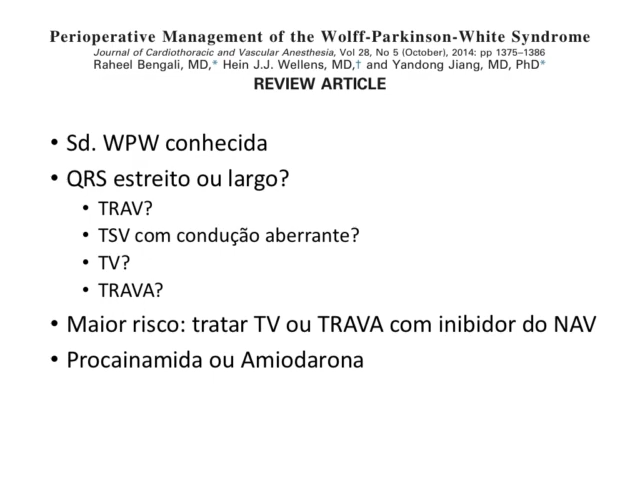 Perioperative Management of the Wolff-Parkinson-White Syndrome
Journal of Cardiothoracic and Vascular Anesthesia, Vol 28, No 5 (October), 2014: pp 1375–1386
Raheel Bengali, MD,* Hein J.J. Wellens, MD,† and Yandong Jiang, MD, PhD*
REVIEW ARTICLE
• Sd. WPW conhecida
• QRS estreito ou largo?
• TRAV?
• TSV com condução aberrante?
• TV?
• TRAVA?
• Maior risco: tratar TV ou TRAVA com inibidor do NAV
• Procainamida ou Amiodarona